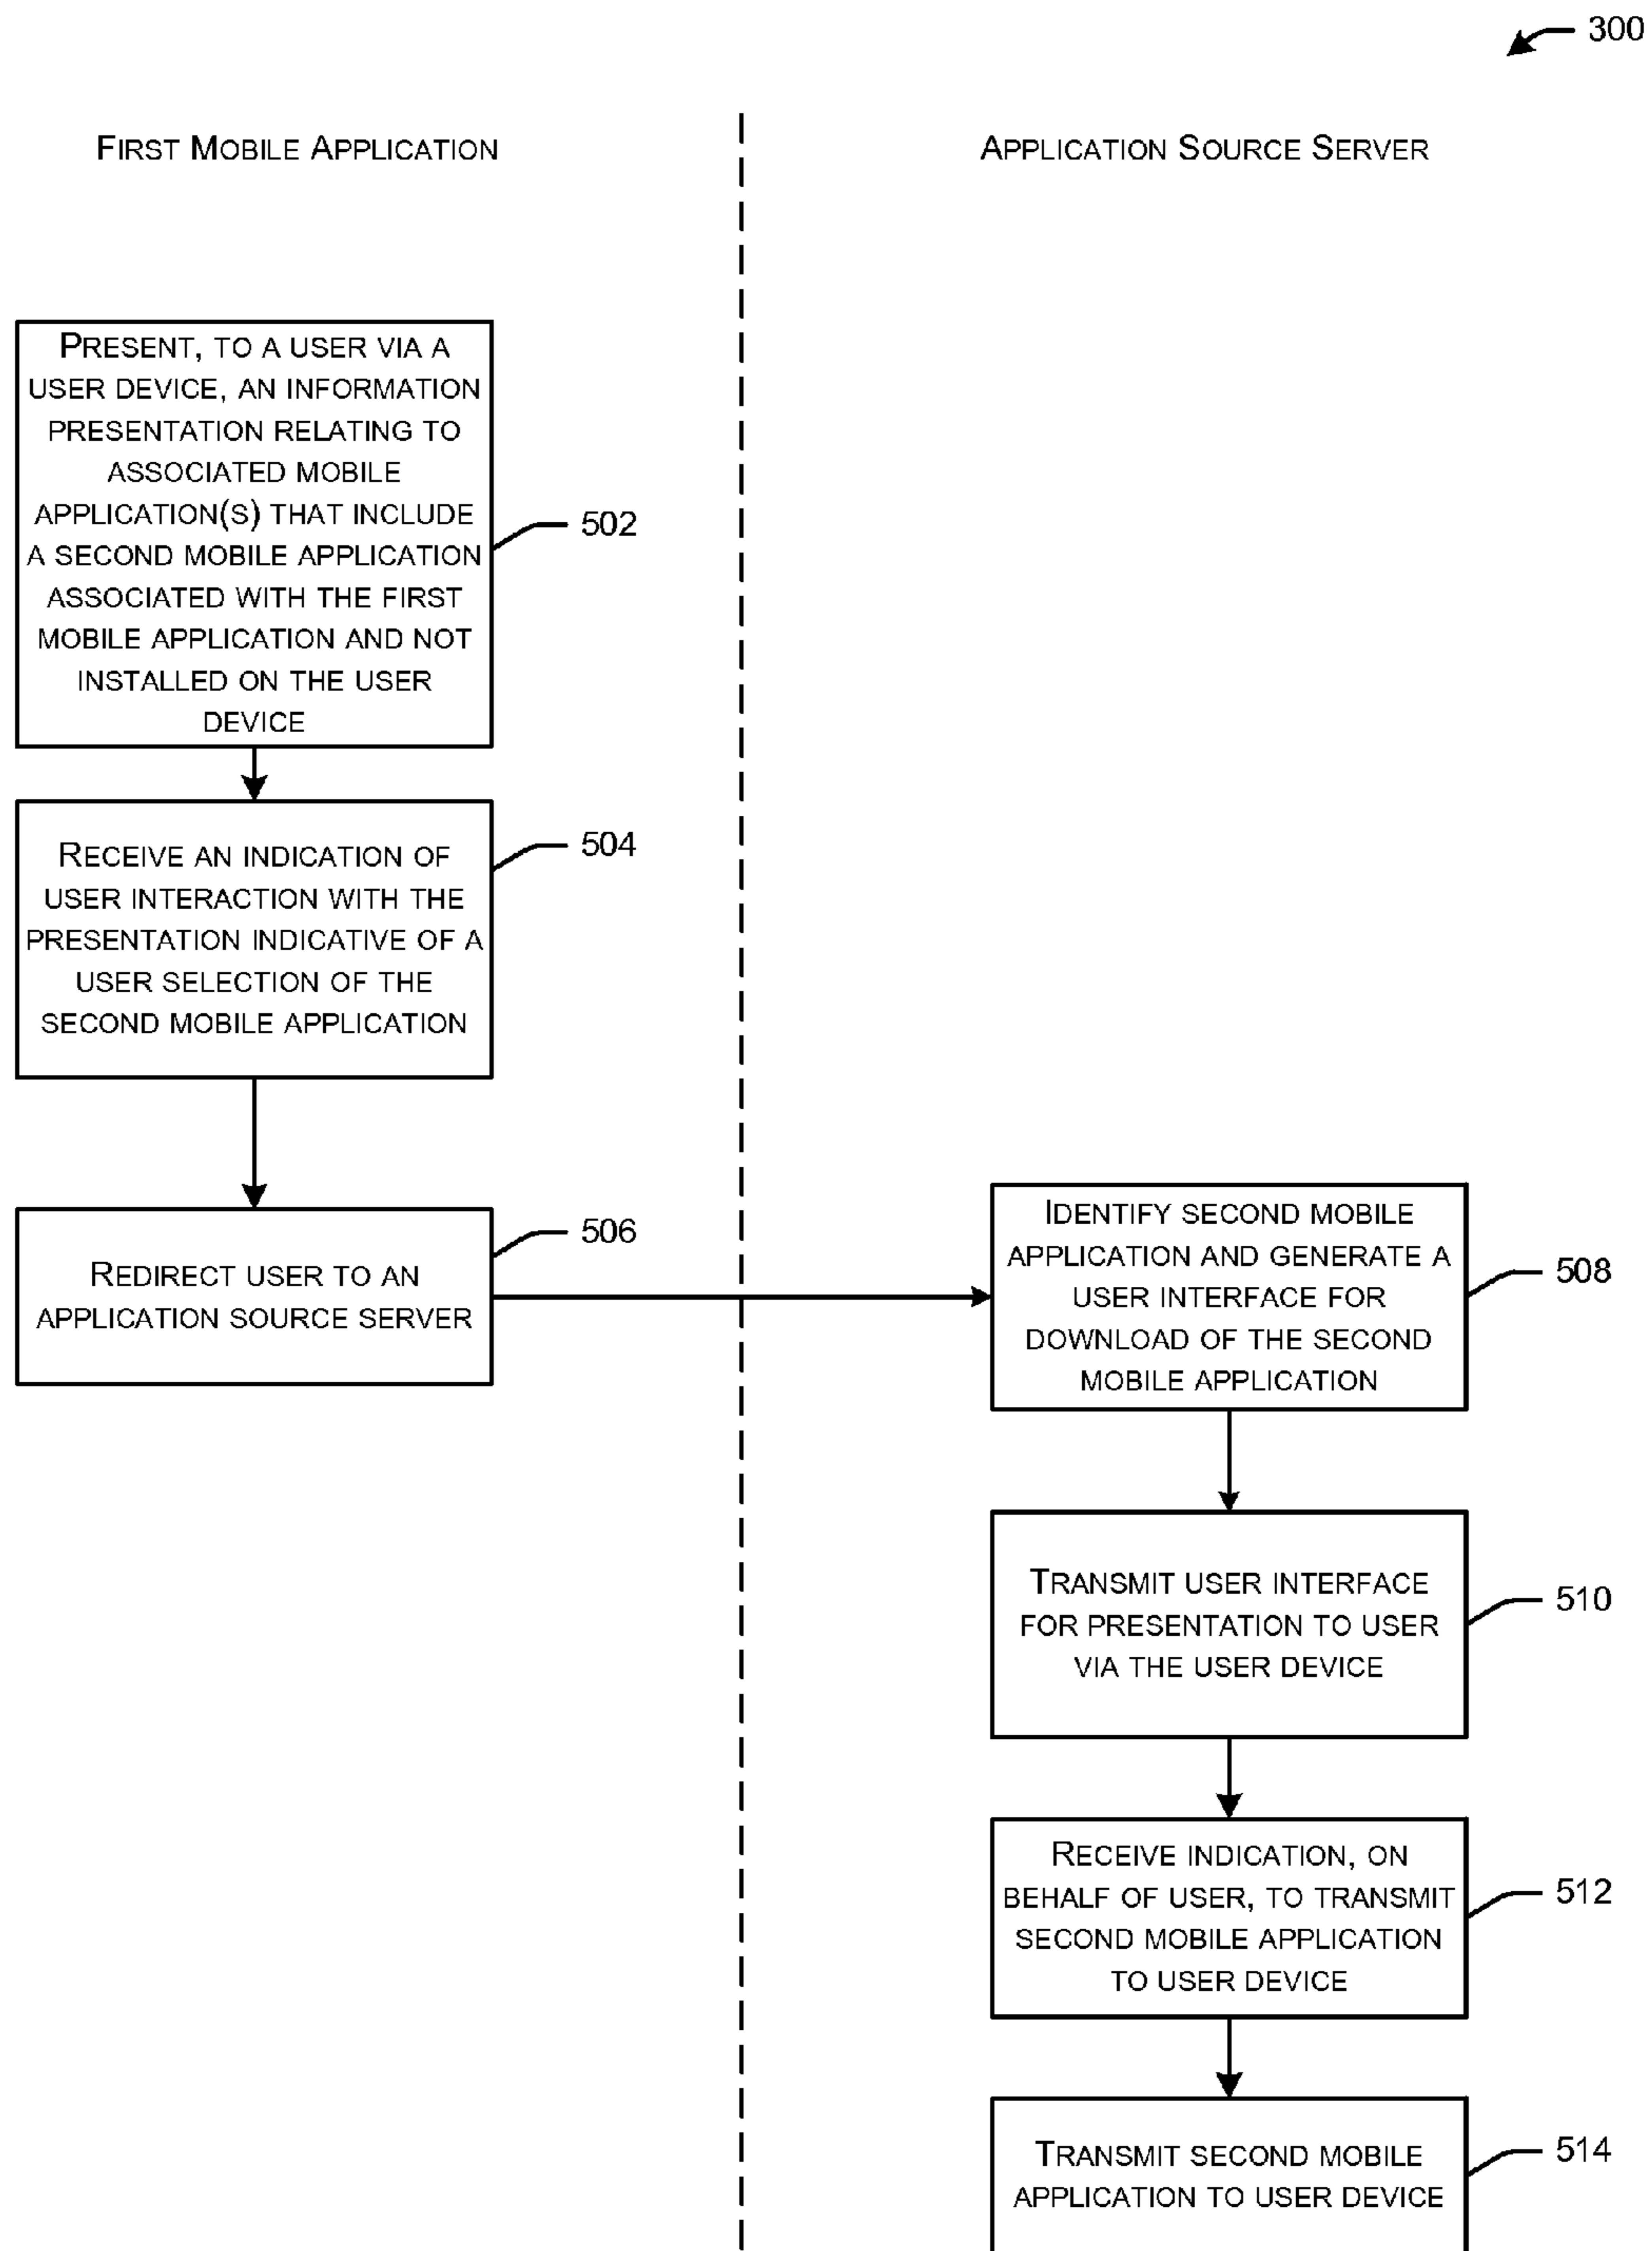 300
First Mobile Application
Application Source Server
Present, to a user via a
user device, an information
presentation relating to
associated mobile
application(s) that include
a second mobile application
associated with the first
mobile application and not
installed on the user
device
502
Receive an indication of
user interaction with the
presentation indicative of a
user selection of the
second mobile application
504
Redirect user to an
application source server
506
Identify second mobile
application and generate a
user interface for
download of the second
mobile application
508
Transmit user interface
for presentation to user
via the user device
510
Receive indication, on
behalf of user, to transmit
second mobile application
to user device
512
Transmit second mobile
application to user device
514